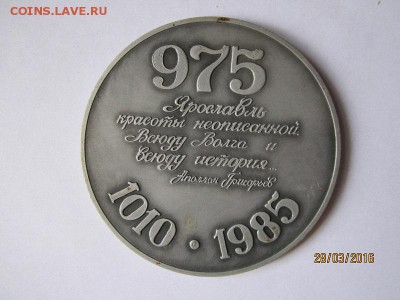 COINS.LAVE.RU
975
Ярославль
красоты неописанной.
Всюду Волга и
всюду история...
Аполлон Григорьев
1010 • 1985
29/03/2016